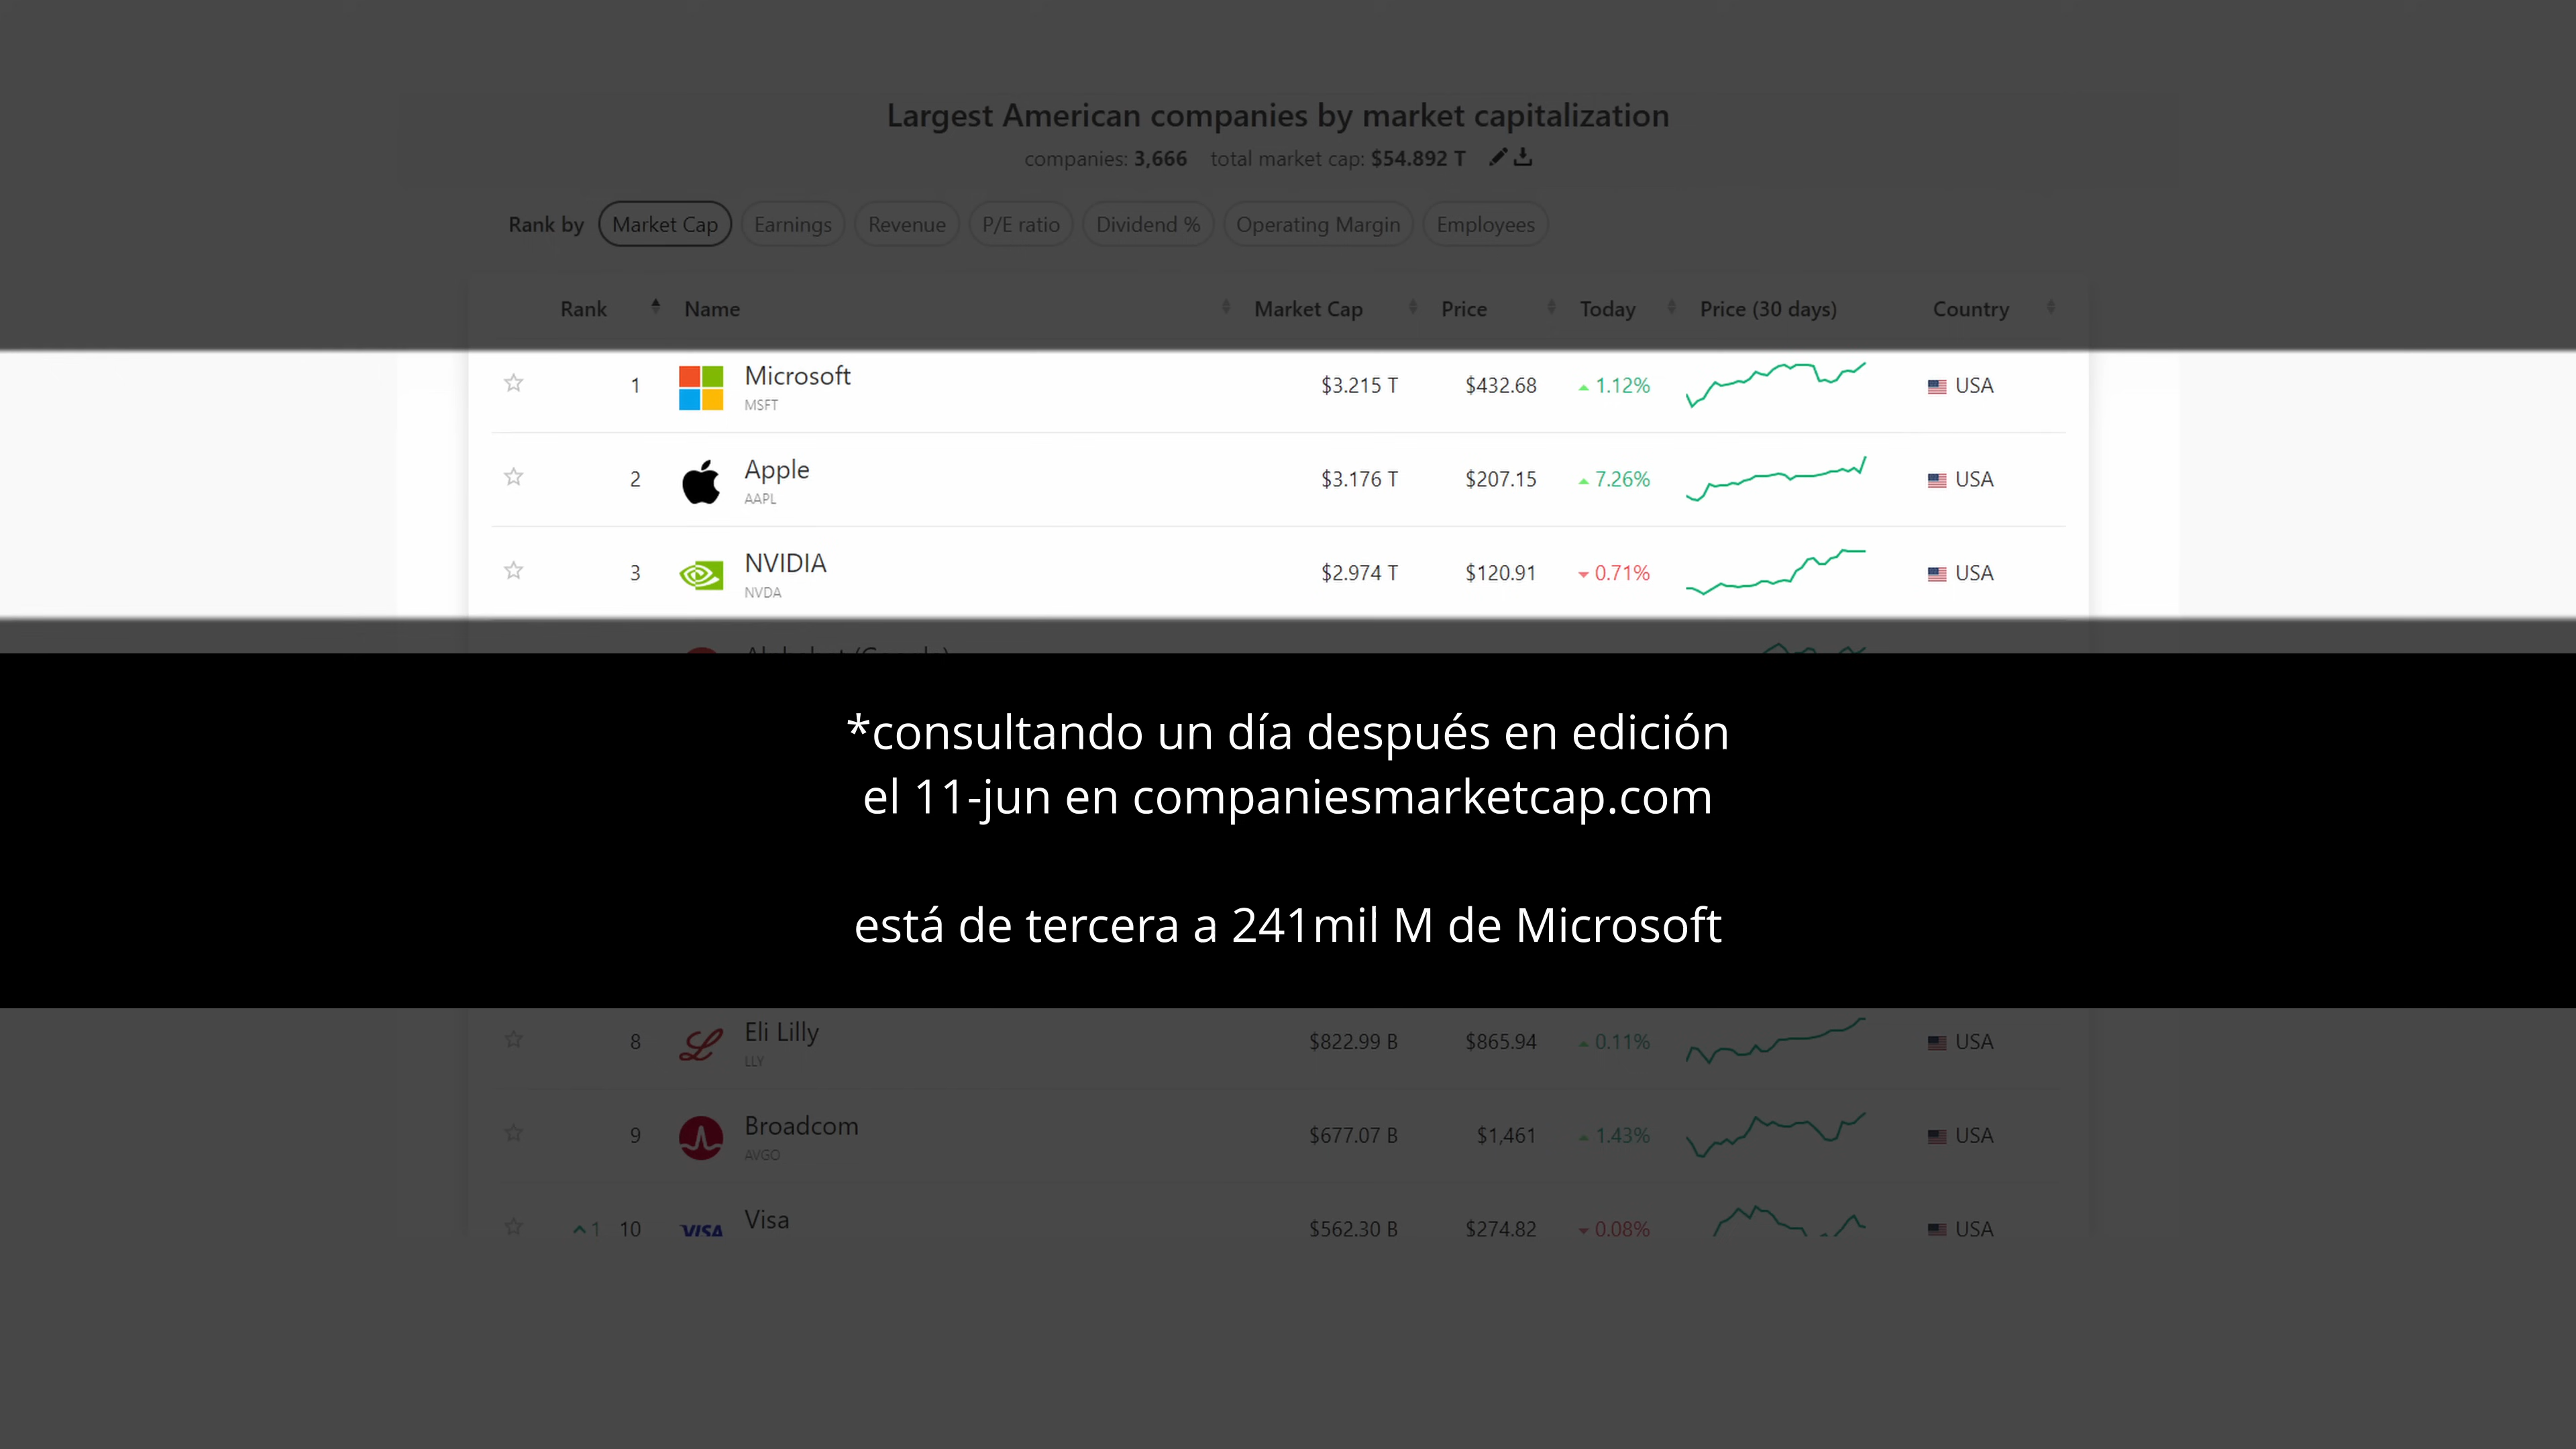 Largest American companies by market capitalization
companies: 3,666 total market cap: $54.892 T
Rank by Market Cap Earnings Revenue P/E ratio Dividend % Operating Margin Employees
Rank Name Market Cap Price Today Price (30 days) Country
1 Microsoft $3.215 T $432.68 1.12% USA
MSFT
2 Apple $3.176 T $207.15 7.26% USA
AAPL
3 NVIDIA $2.974 T $120.91 0.71% USA
NVDA
*consultando un día después en edición
el 11-jun en companiesmarketcap.com
está de tercera a 241mil M de Microsoft
8 Eli Lilly $822.99 B $865.94 0.11% USA
LLY
9 Broadcom $677.07 B $1,461 1.43% USA
AVGO
1 10 VISA Visa $562.30 B $274.82 0.08% USA